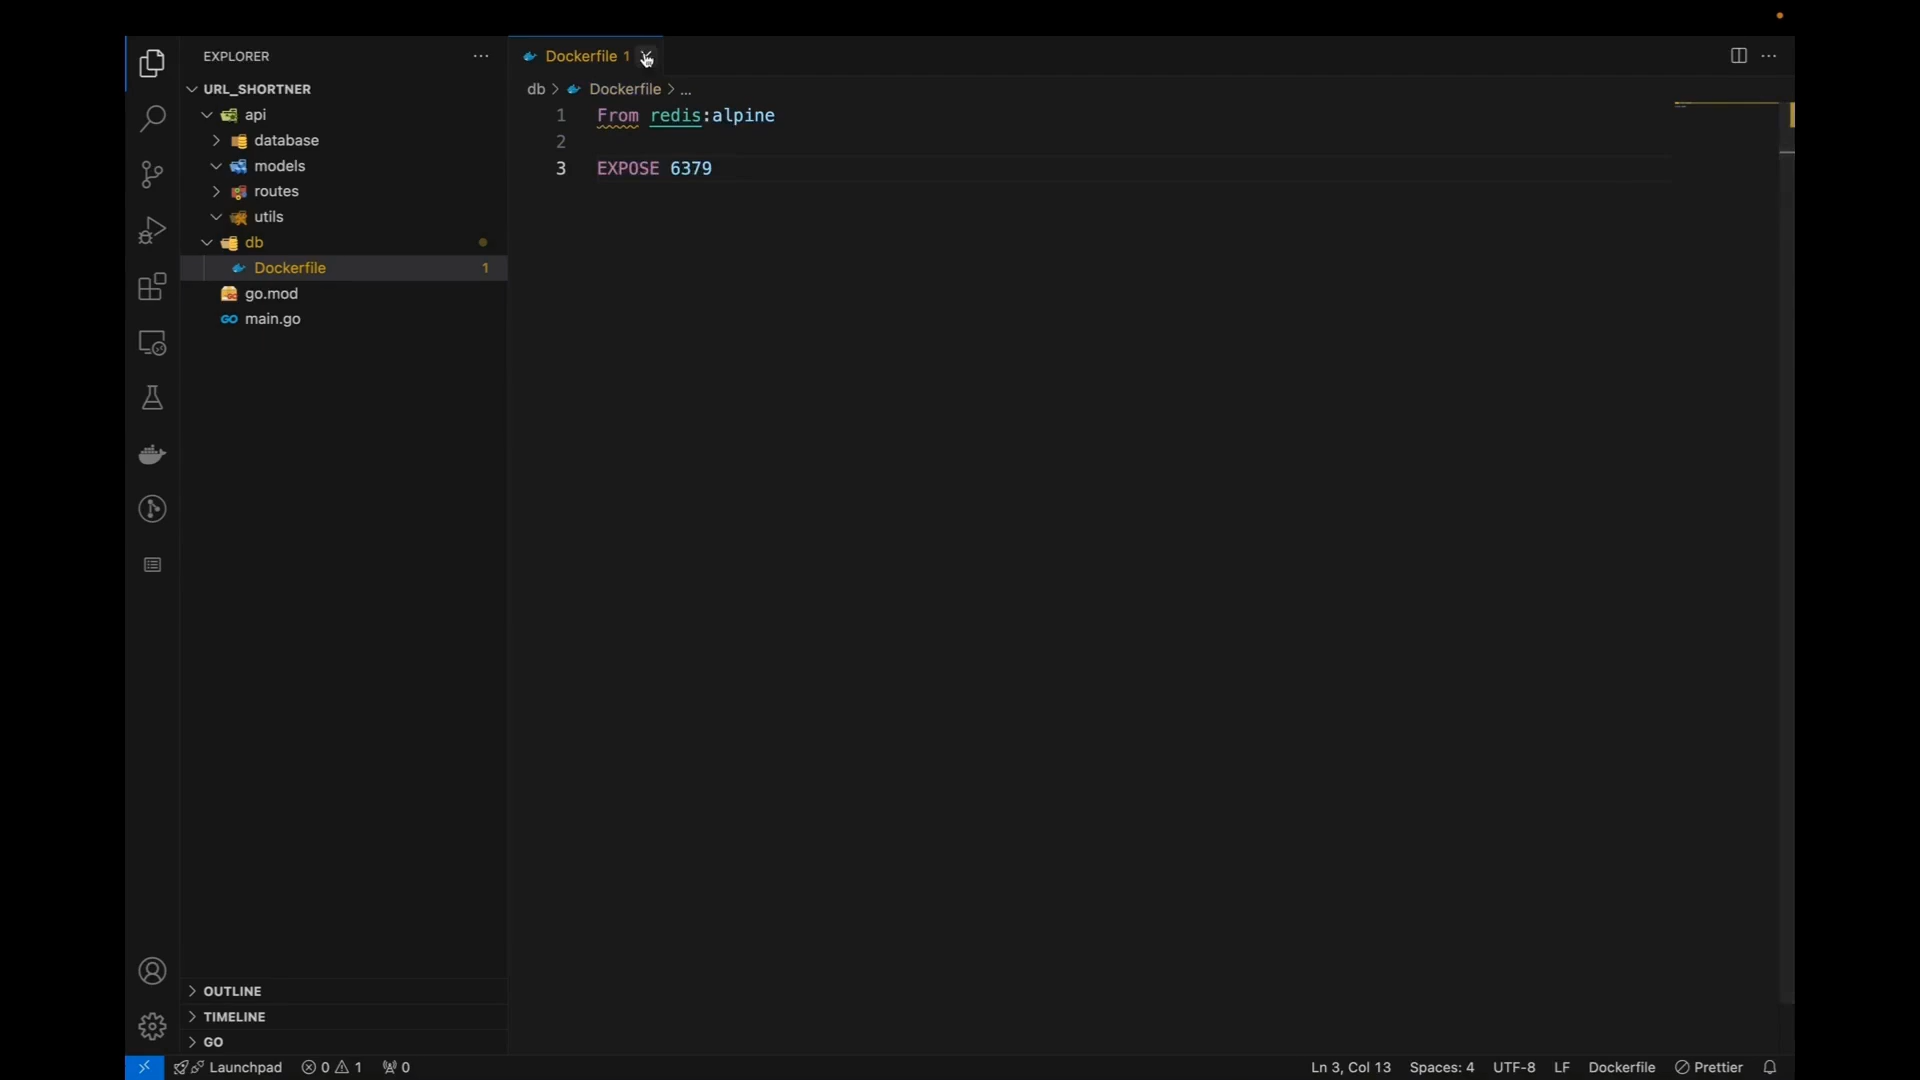 EXPLORER
URL_SHORTNER
api
database
models
routes
utils
db
Dockerfile 1
go.mod
GO main.go
OUTLINE
TIMELINE
GO
Dockerfile 1
db > Dockerfile > ...
1 From redis:alpine
2
3 EXPOSE 6379
Launchpad 0 1 0
Ln 3, Col 13 Spaces: 4 UTF-8 LF Dockerfile Prettier